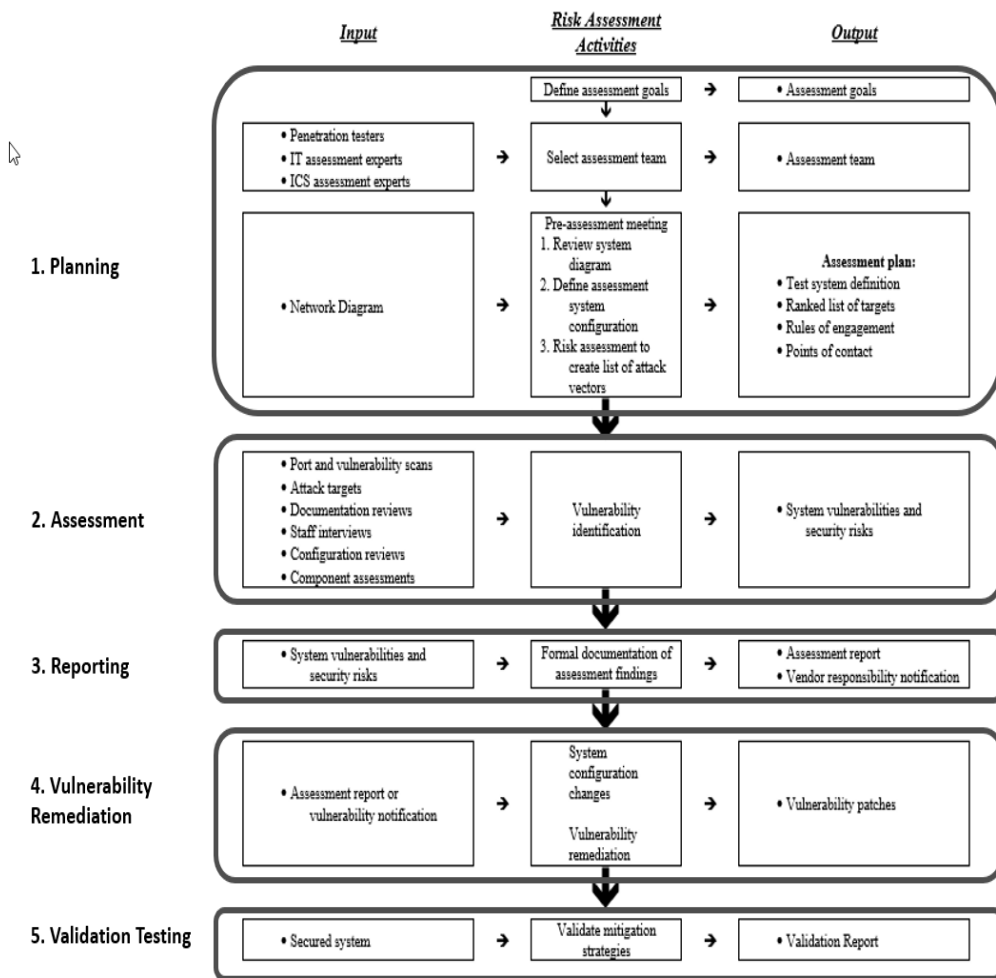 Input
Risk Assessment
Activities
Output
1. Planning
Define assessment goals
• Assessment goals
• Penetration testers
• IT assessment experts
• ICS assessment experts
Select assessment team
• Assessment team
• Network Diagram
Pre-assessment meeting
1. Review system
diagram
2. Define assessment
system
configuration
3. Risk assessment to
create list of attack
vectors
Assessment plan:
• Test system definition
• Ranked list of targets
• Rules of engagement
• Points of contact
2. Assessment
• Port and vulnerability scans
• Attack targets
• Documentation reviews
• Staff interviews
• Configuration reviews
• Component assessments
Vulnerability
identification
• System vulnerabilities and
security risks
3. Reporting
• System vulnerabilities and
security risks
Formal documentation of
assessment findings
• Assessment report
• Vendor responsibility notification
4. Vulnerability
Remediation
• Assessment report or
vulnerability notification
System
configuration
changes
Vulnerability
remediation
• Vulnerability patches
5. Validation Testing
• Secured system
Validate mitigation
strategies
• Validation Report